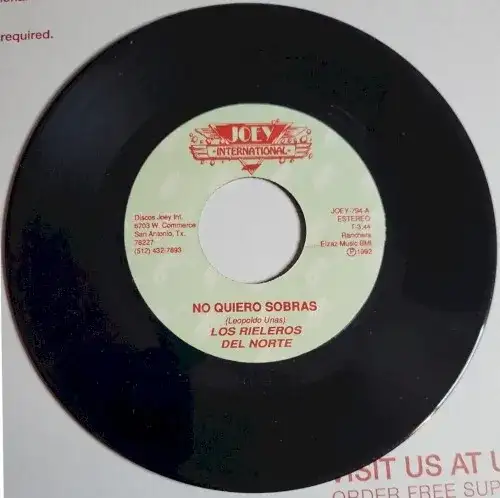 required.
JOEY
INTERNATIONAL
Discos Joey Int.
6703 W. Commerce
San Antonio, Tx.
78227
(512) 432-7893
JOEY-794-A
ESTEREO
T-3:44
Ranchera
Elzaz Music BMI
Ⓟ1992
NO QUIERO SOBRAS
(Leopoldo Urias)
LOS RIELEROS
DEL NORTE
VISIT US AT U
ORDER FREE SUP